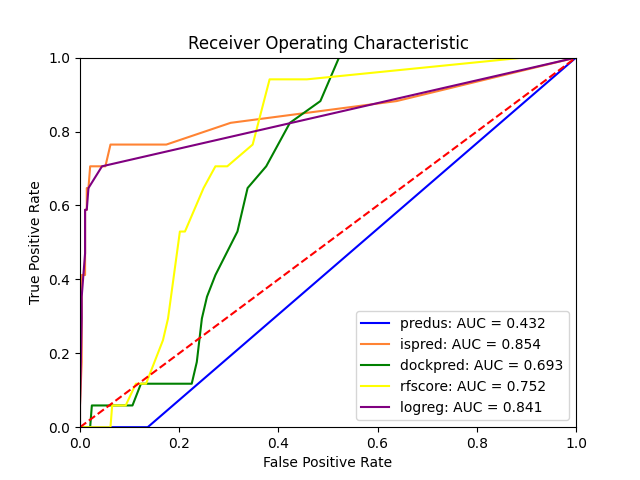 Receiver Operating Characteristic
True Positive Rate
1.0
0.8
0.6
0.4
0.2
0.0
predus: AUC = 0.432
ispred: AUC = 0.854
dockpred: AUC = 0.693
rfscore: AUC = 0.752
logreg: AUC = 0.841
0.0 0.2 0.4 0.6 0.8 1.0
False Positive Rate